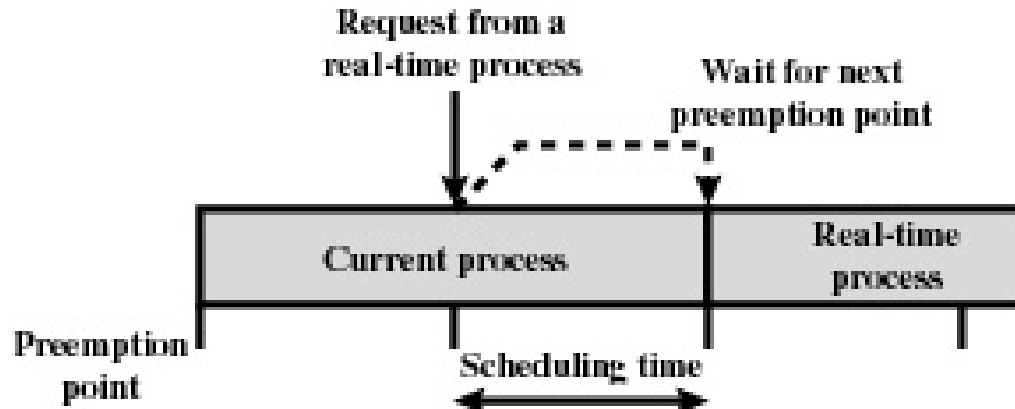 Request from a
real-time process
Wait for next
preemption point
Current process
Real-time
process
Preemption
point
Scheduling time